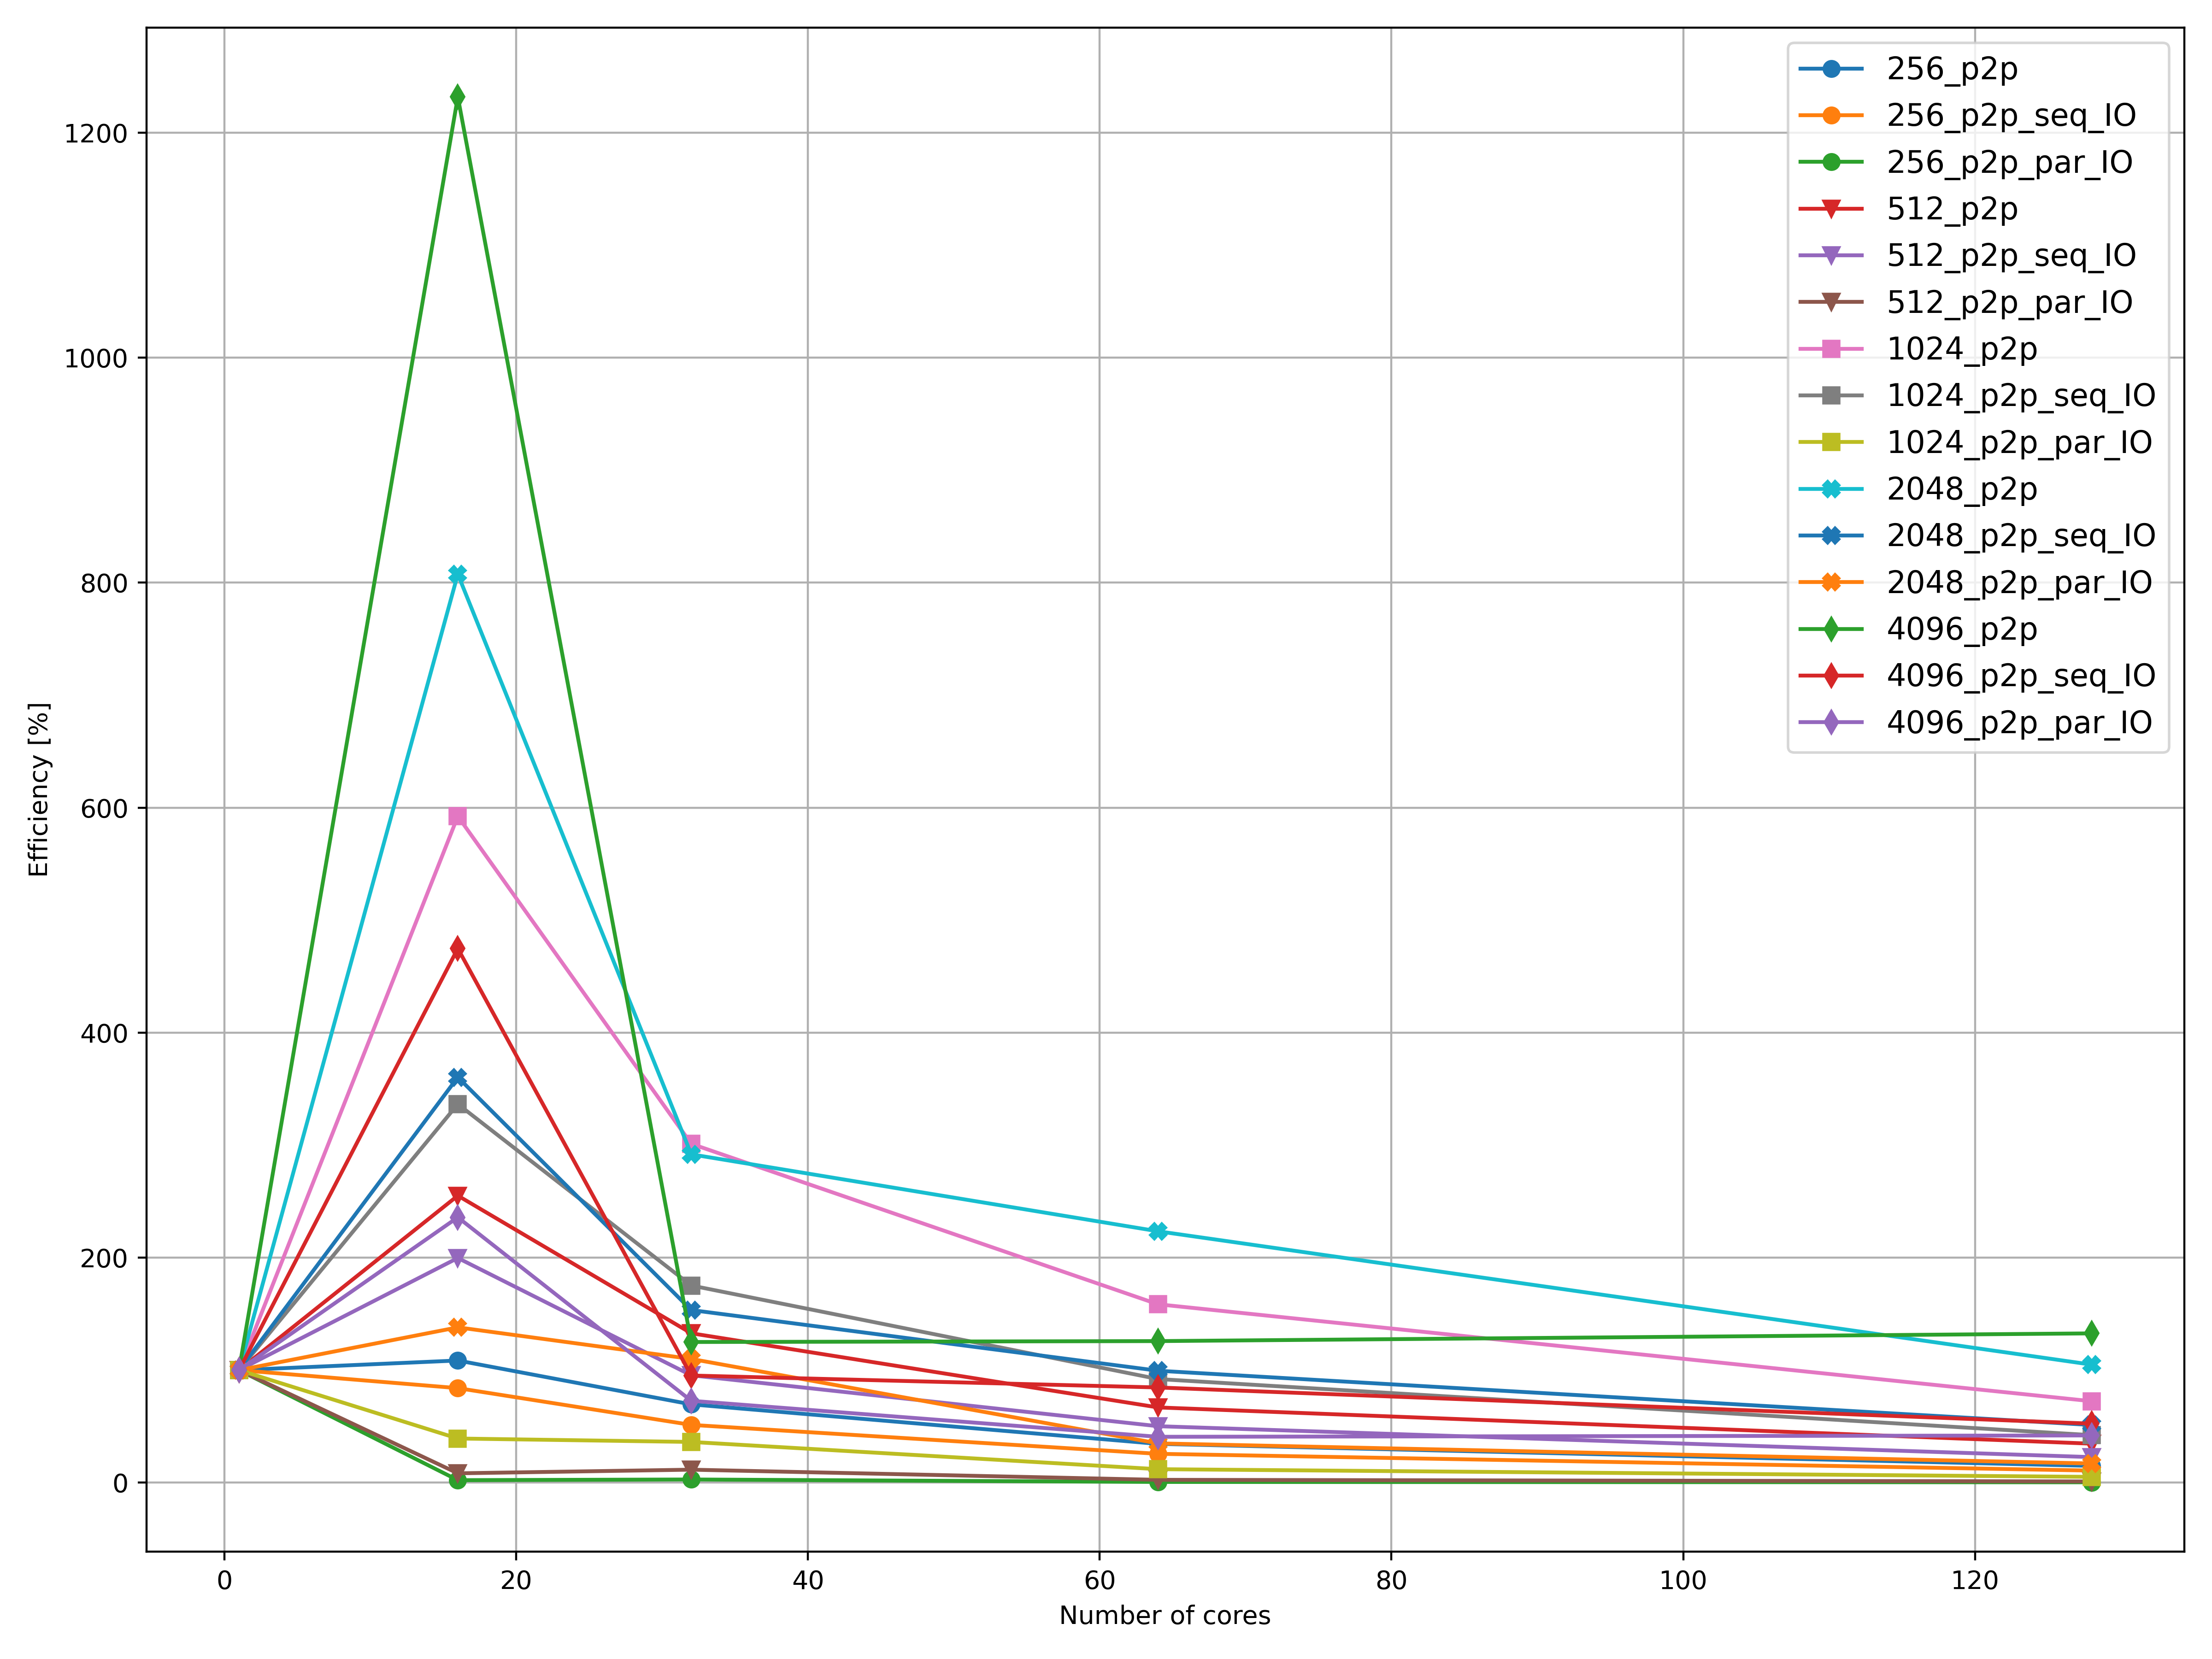 1200
1000
800
600
400
200
0
Efficiency [%]
0 20 40 60 80 100 120
Number of cores
256_p2p
256_p2p_seq_IO
256_p2p_par_IO
512_p2p
512_p2p_seq_IO
512_p2p_par_IO
1024_p2p
1024_p2p_seq_IO
1024_p2p_par_IO
2048_p2p
2048_p2p_seq_IO
2048_p2p_par_IO
4096_p2p
4096_p2p_seq_IO
4096_p2p_par_IO